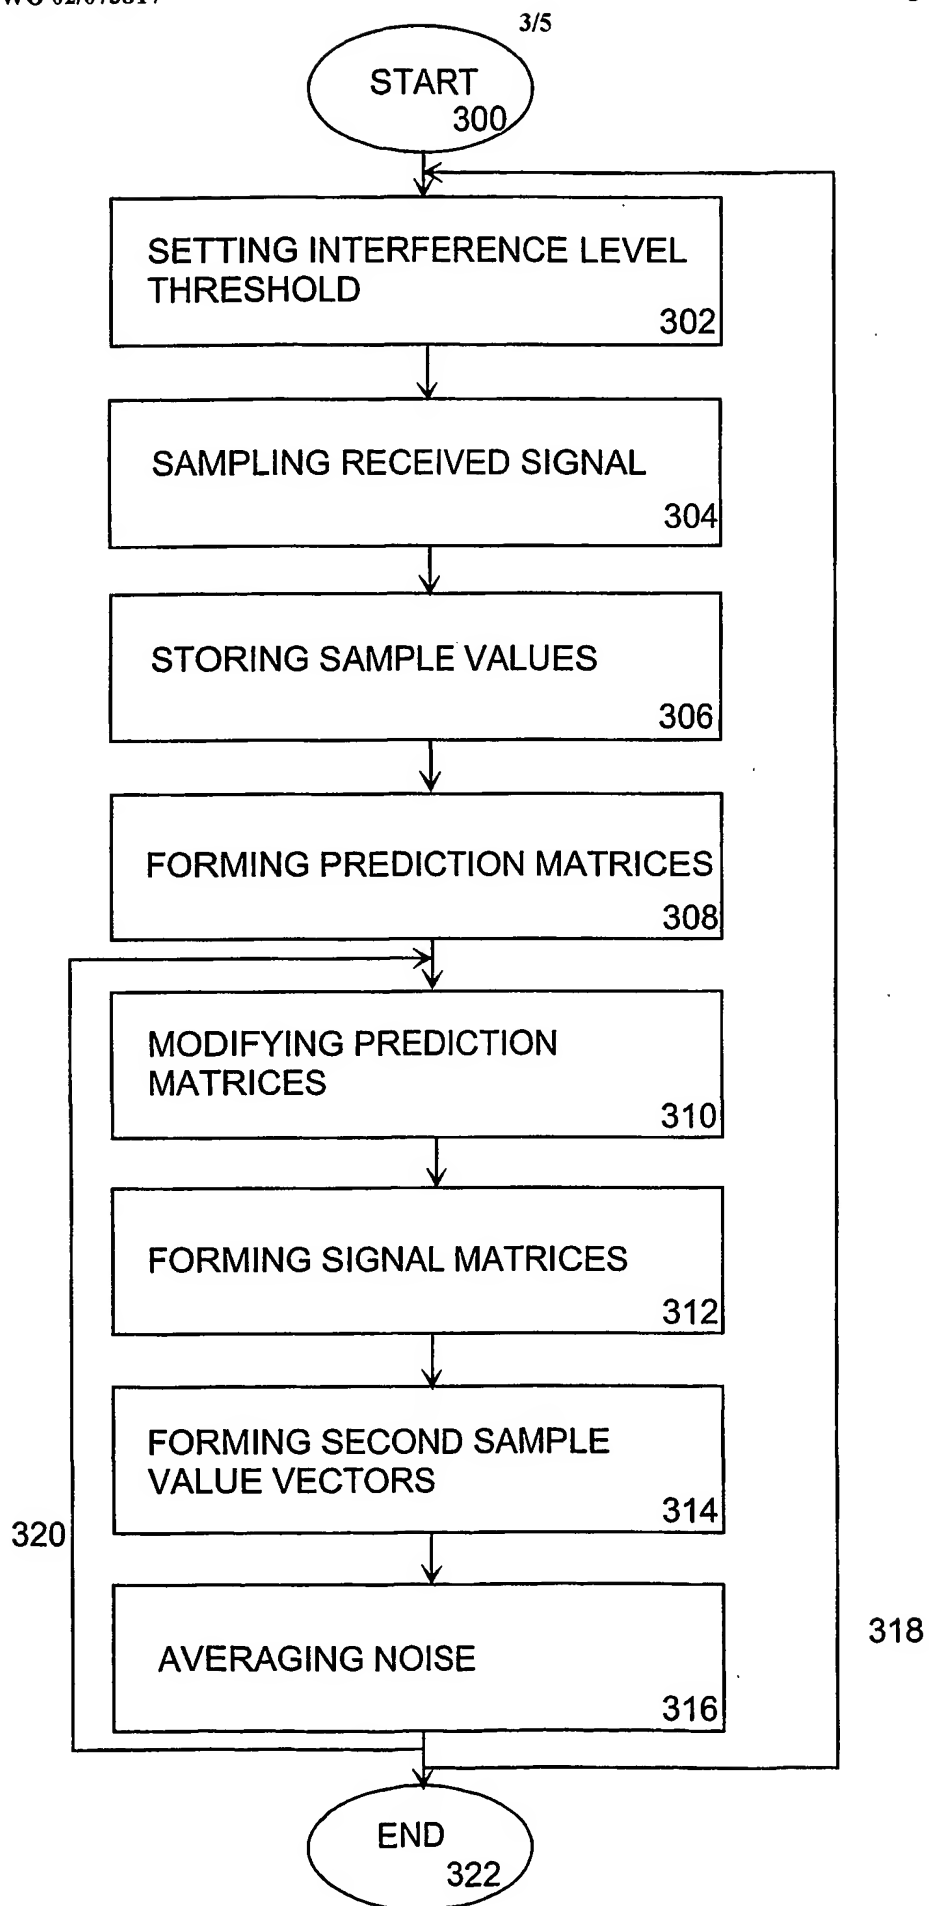 3/5
START
300
SETTING INTERFERENCE LEVEL
THRESHOLD
302
SAMPLING RECEIVED SIGNAL
304
STORING SAMPLE VALUES
306
FORMING PREDICTION MATRICES
308
MODIFYING PREDICTION
MATRICES
310
FORMING SIGNAL MATRICES
312
FORMING SECOND SAMPLE
VALUE VECTORS
314
320
AVERAGING NOISE
316
318
END
322